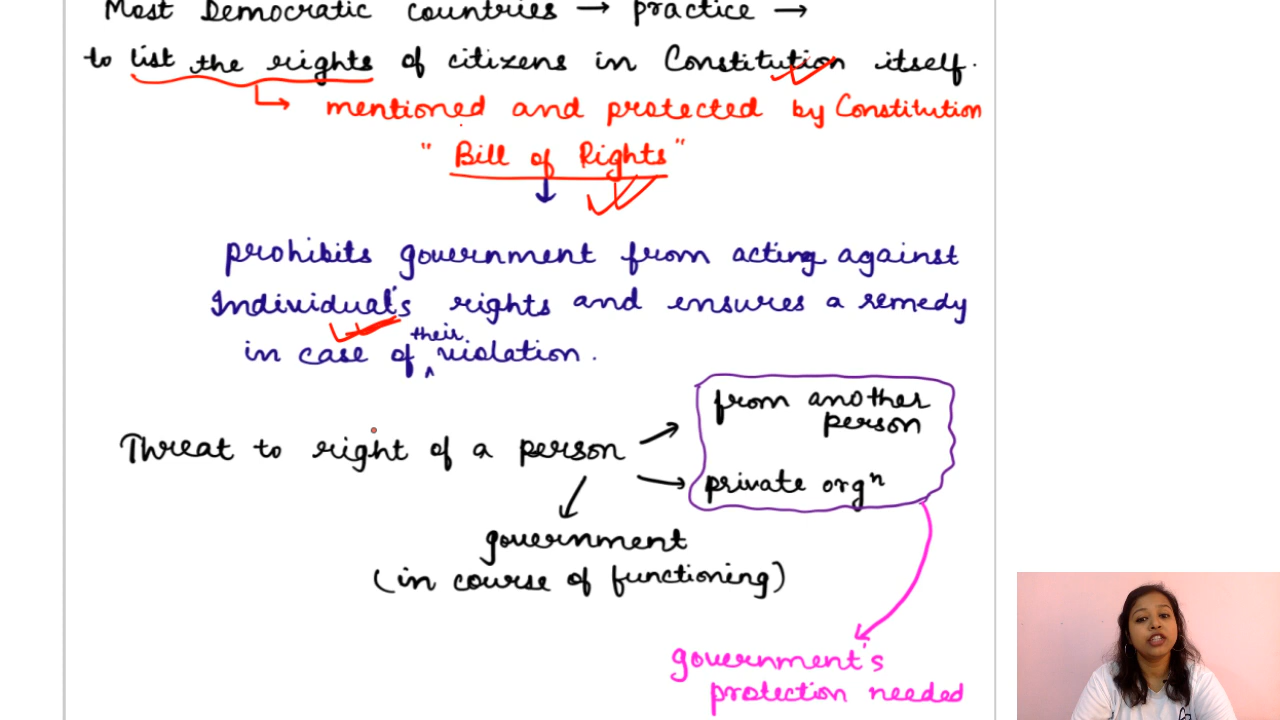 Most Democratic countries → practice →
to list the rights of citizens in Constitution itself.
mentioned and protected by Constitution
" Bill of Rights "
prohibits government from acting against
Individual's rights and ensures a remedy
in case of their violation.
from another
person
Threat to right of a person
private orgⁿ
government
(in course of functioning)
government's
protection needed